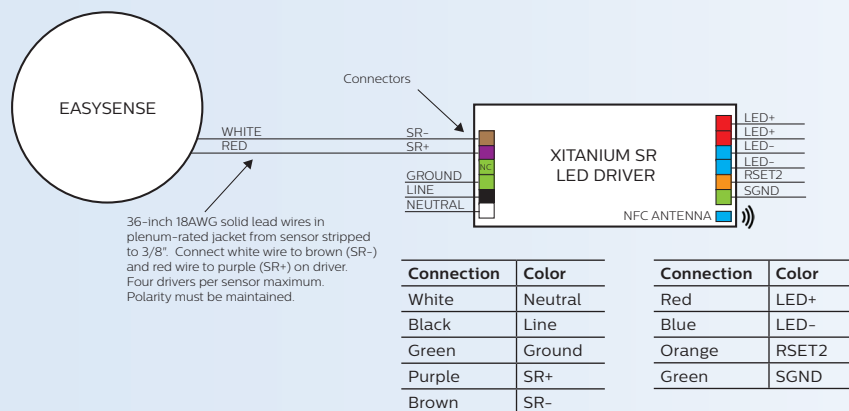 Connectors
EASYSENSE
WHITE
RED
SR-
SR+
NC
GROUND
LINE
NEUTRAL
XITANIUM SR
LED DRIVER
LED+
LED+
LED-
LED-
RSET2
SGND
NFC ANTENNA
36-inch 18AWG solid lead wires in
plenum-rated jacket from sensor stripped
to 3/8". Connect white wire to brown (SR-)
and red wire to purple (SR+) on driver.
Four drivers per sensor maximum.
Polarity must be maintained.
Connection Color
White Neutral
Black Line
Green Ground
Purple SR+
Brown SR-
Connection Color
Red LED+
Blue LED-
Orange RSET2
Green SGND